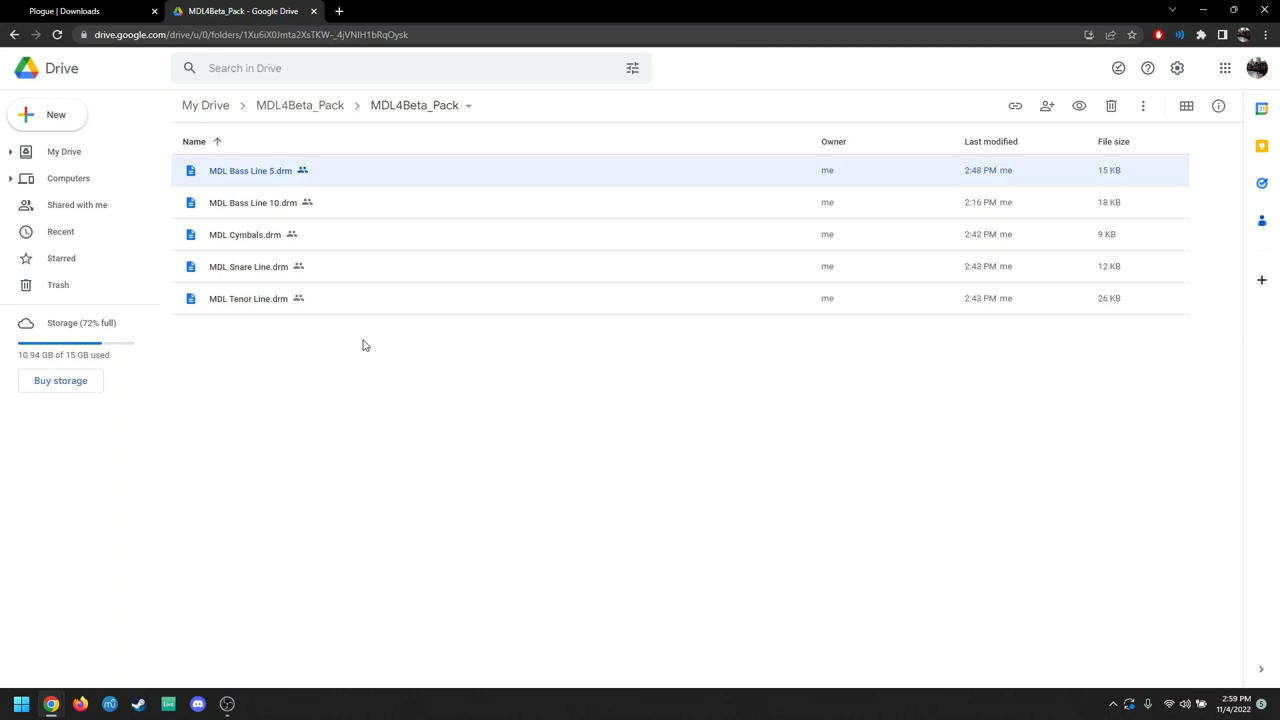 Plogue | Downloads
MDL4Beta_Pack - Google Drive
drive.google.com/drive/u/0/folders/1Xu6iX0Jmta2XsTKW-_4jVNIH1bRqOysk
Drive
Search in Drive
New
My Drive
Computers
Shared with me
Recent
Starred
Trash
Storage (72% full)
10.94 GB of 15 GB used
Buy storage
My Drive > MDL4Beta_Pack > MDL4Beta_Pack
Name Owner Last modified File size
MDL Bass Line 5.drm me 2:48 PM me 15 KB
MDL Bass Line 10.drm me 2:16 PM me 18 KB
MDL Cymbals.drm me 2:42 PM me 9 KB
MDL Snare Line.drm me 2:43 PM me 12 KB
MDL Tenor Line.drm me 2:43 PM me 26 KB
Live
2:59 PM
11/4/2022
5